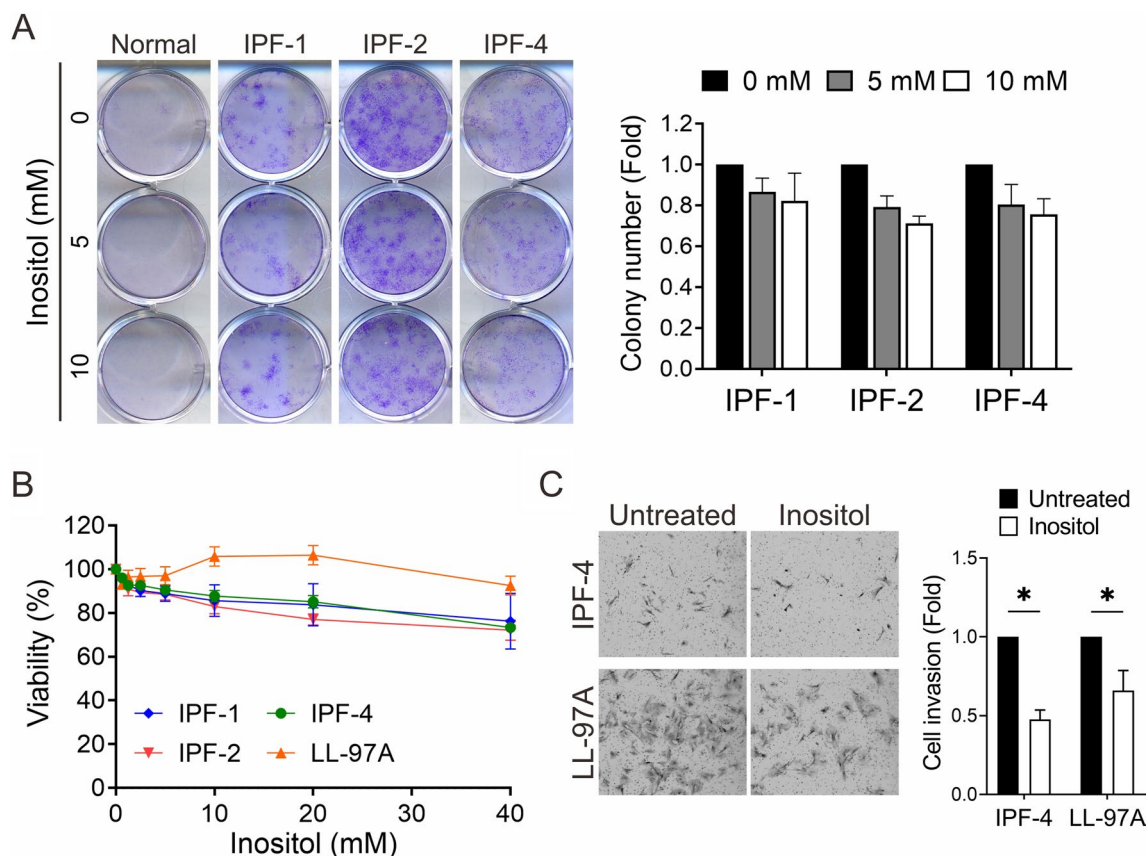 A
Normal IPF-1 IPF-2 IPF-4
Inositol (mM)
0
5
10
0 mM 5 mM 10 mM
Colony number (Fold)
1.2
1.0
0.8
0.6
0.4
0.2
0.0
IPF-1 IPF-2 IPF-4
B
Viability (%)
120
100
80
60
40
20
0
IPF-1 IPF-4
IPF-2 LL-97A
0 10 20 30 40
Inositol (mM)
C
Untreated Inositol
IPF-4
LL-97A
Untreated
Inositol
Cell invasion (Fold)
1.5
1.0
0.5
0.0
* *
IPF-4 LL-97A